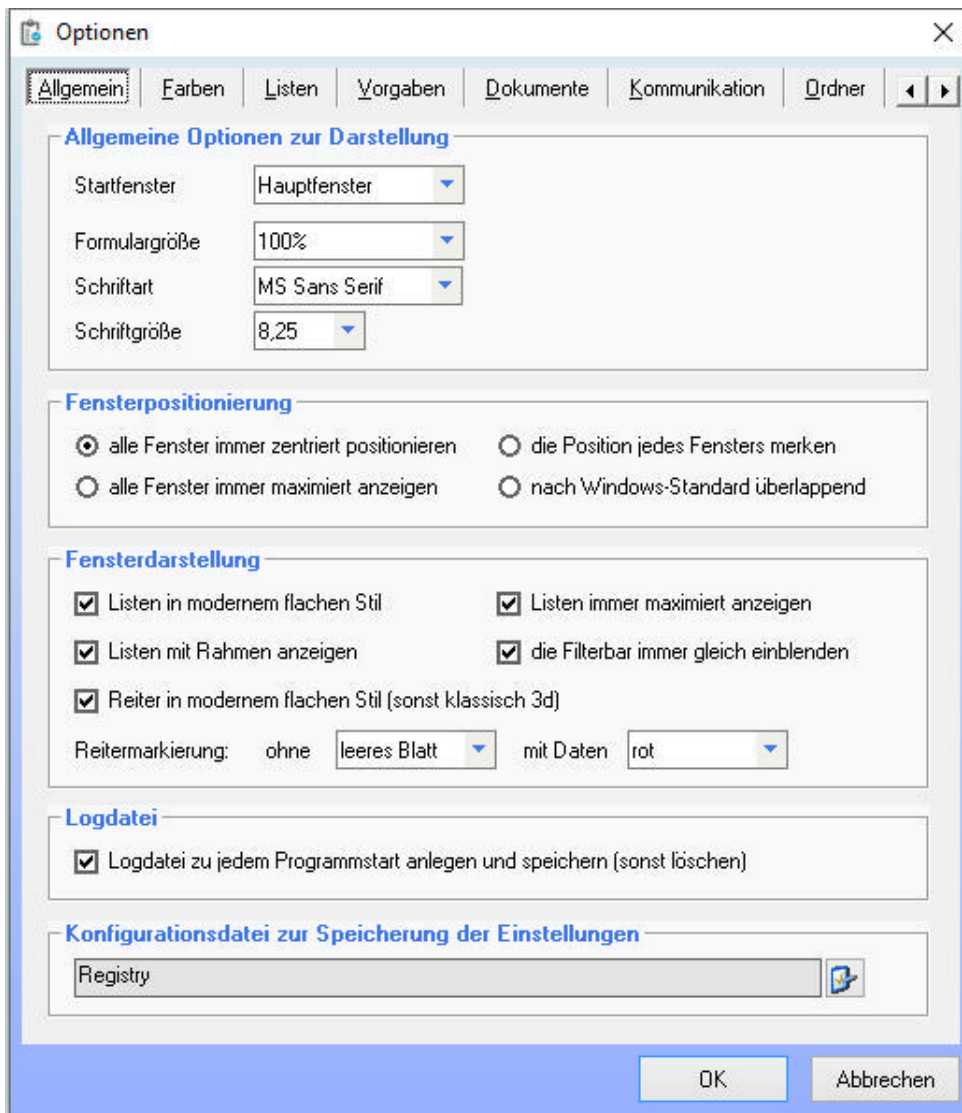 Optionen
Allgemein Farben Listen Vorgaben Dokumente Kommunikation Ordner
Allgemeine Optionen zur Darstellung
Startfenster Hauptfenster
Formulargröße 100%
Schriftart MS Sans Serif
Schriftgröße 8,25
Fensterpositionierung
alle Fenster immer zentriert positionieren die Position jedes Fensters merken
alle Fenster immer maximiert anzeigen nach Windows-Standard überlappend
Fensterdarstellung
Listen in modernem flachen Stil Listen immer maximiert anzeigen
Listen mit Rahmen anzeigen die Filterbar immer gleich einblenden
Reiter in modernem flachen Stil (sonst klassisch 3d)
Reitermarkierung: ohne leeres Blatt mit Daten rot
Logdatei
Logdatei zu jedem Programmstart anlegen und speichern (sonst löschen)
Konfigurationsdatei zur Speicherung der Einstellungen
Registry
OK Abbrechen